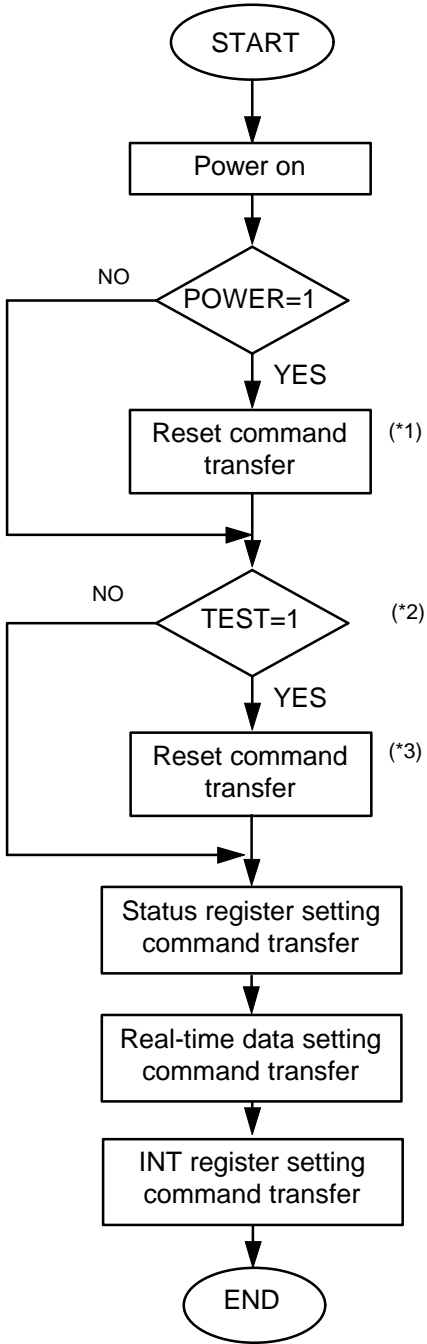 START
Power on
NO
POWER=1
YES
Reset command
transfer
(*1)
NO
TEST=1
(*2)
YES
Reset command
transfer
(*3)
Status register setting
command transfer
Real-time data setting
command transfer
INT register setting
command transfer
END